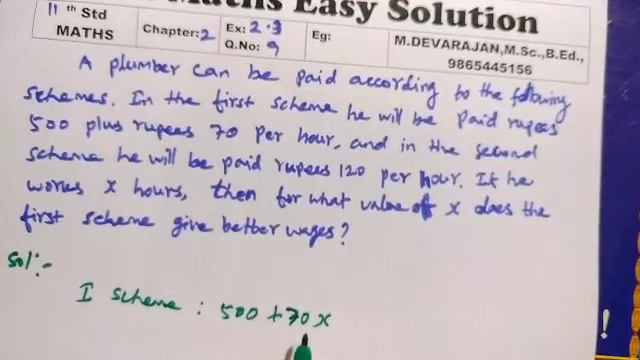 Maths Easy Solution
11th Std
MATHS
Chapter:2
Ex: 2.3
Q.No: 9
Eg:
M.DEVARAJAN,M.Sc.,B.Ed.,
9865445156
A plumber can be paid according to the following
schemes. In the first scheme he will be paid rupees
500 plus rupees 70 per hour, and in the second
scheme he will be paid rupees 120 per hour. If he
works x hours, then for what value of x does the
first scheme give better wages?
Sol:-
I scheme : 500 + 70x
!